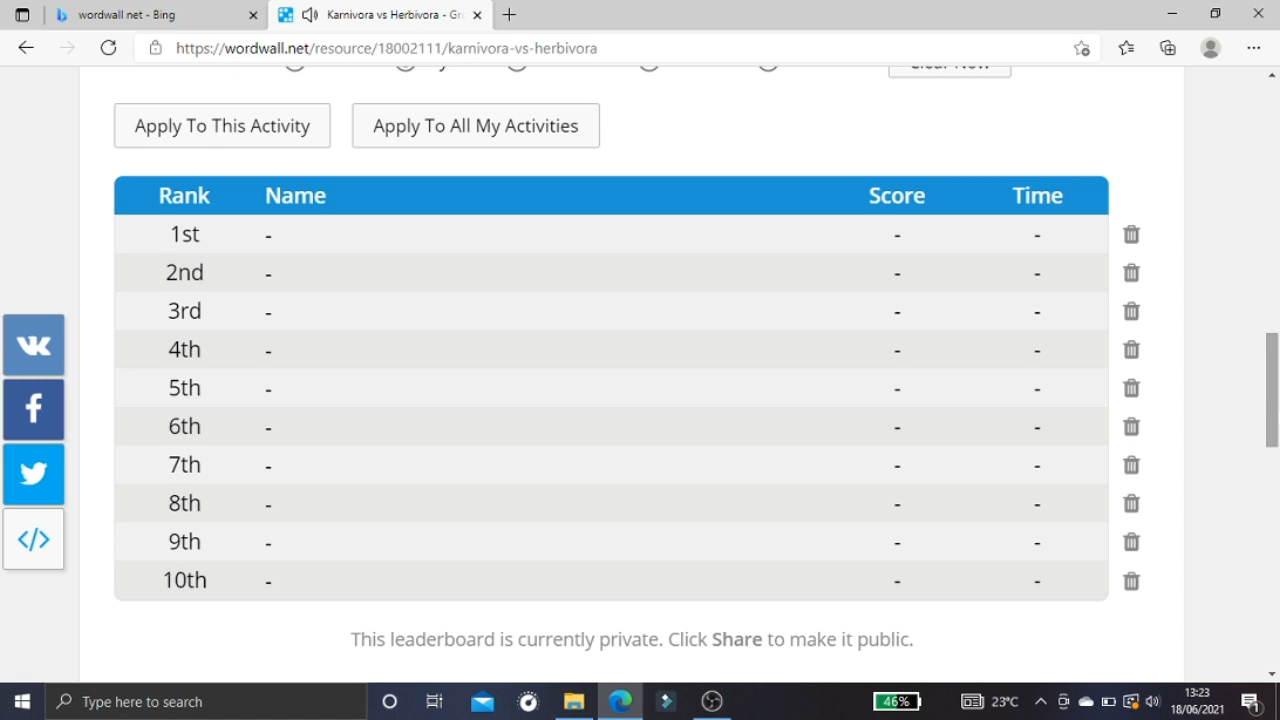 wordwall net - Bing
Karnivora vs Herbivora - Gr
https://wordwall.net/resource/18002111/karnivora-vs-herbivora
Apply To This Activity Apply To All My Activities
Rank Name Score Time
1st - - -
2nd - - -
3rd - - -
4th - - -
5th - - -
6th - - -
7th - - -
8th - - -
9th - - -
10th - - -
This leaderboard is currently private. Click Share to make it public.
Type here to search
46%
23°C
13:23
18/06/2021